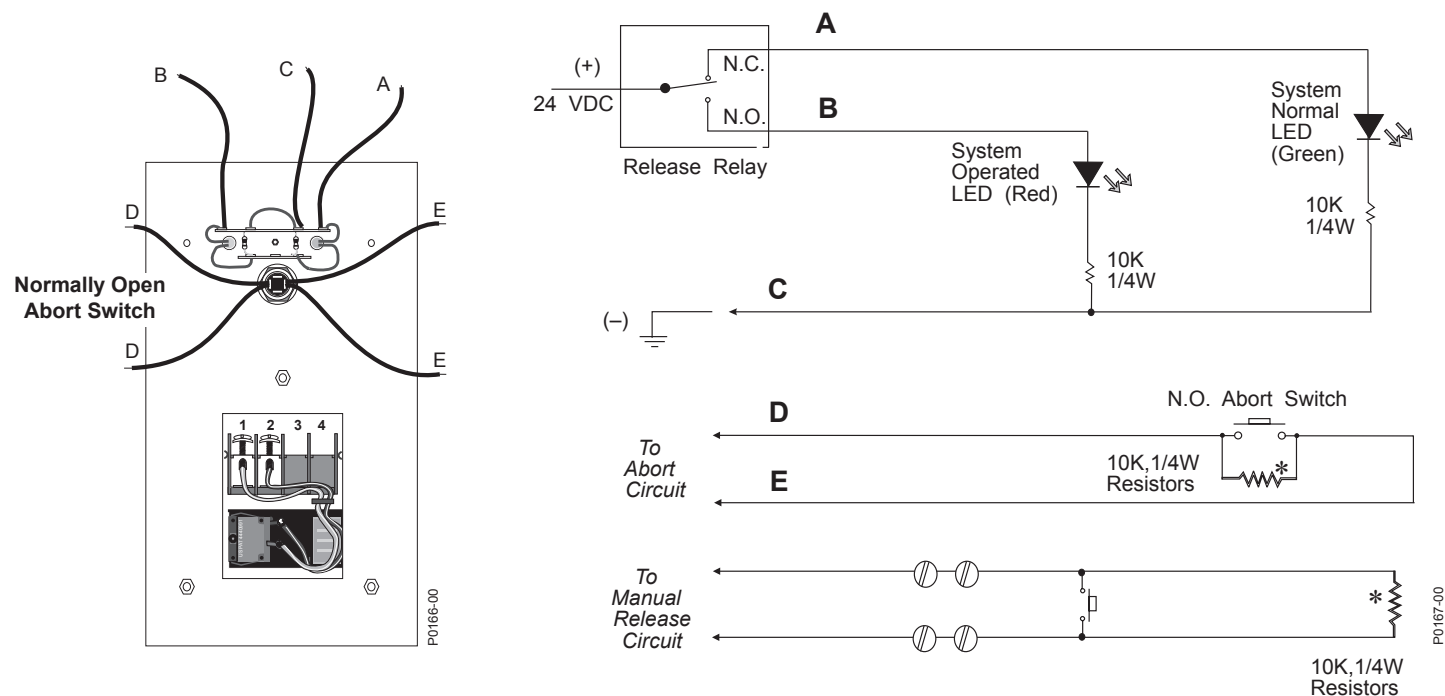 B
C
A
D
E
Normally Open
Abort Switch
D
E
1 2 3 4
P0166-00
A
(+)
24 VDC
N.C.
N.O.
B
Release Relay
System
Normal
LED
(Green)
System
Operated
LED (Red)
10K
1/4W
10K
1/4W
C
(–)
N.O. Abort Switch
D
To
Abort
Circuit
10K,1/4W
Resistors
*
E
To
Manual
Release
Circuit
*
10K,1/4W
Resistors
P0167-00